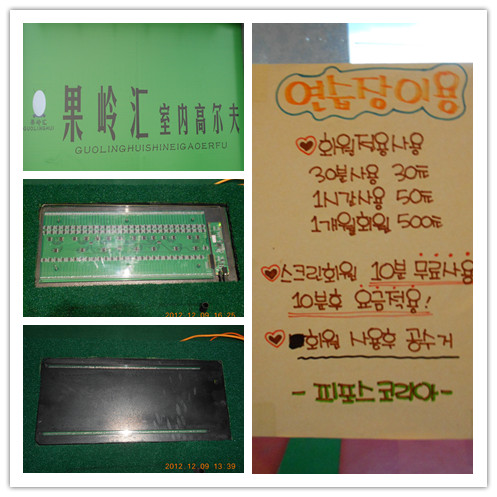 果岭汇
GUOLINGHUI
果岭汇 室内高尔夫
GUOLINGHUISHINEIGAOERFU
2012.12.09 16 25
2012.12.09 13 39
연습장이용
회원적용사용
30분사용 30元
1시간사용 50元
1개월회원 500元
스크린회원 10분 무료사용
10분후 요금적용!
회원 사용후 공수거
- 피포스코리아 -